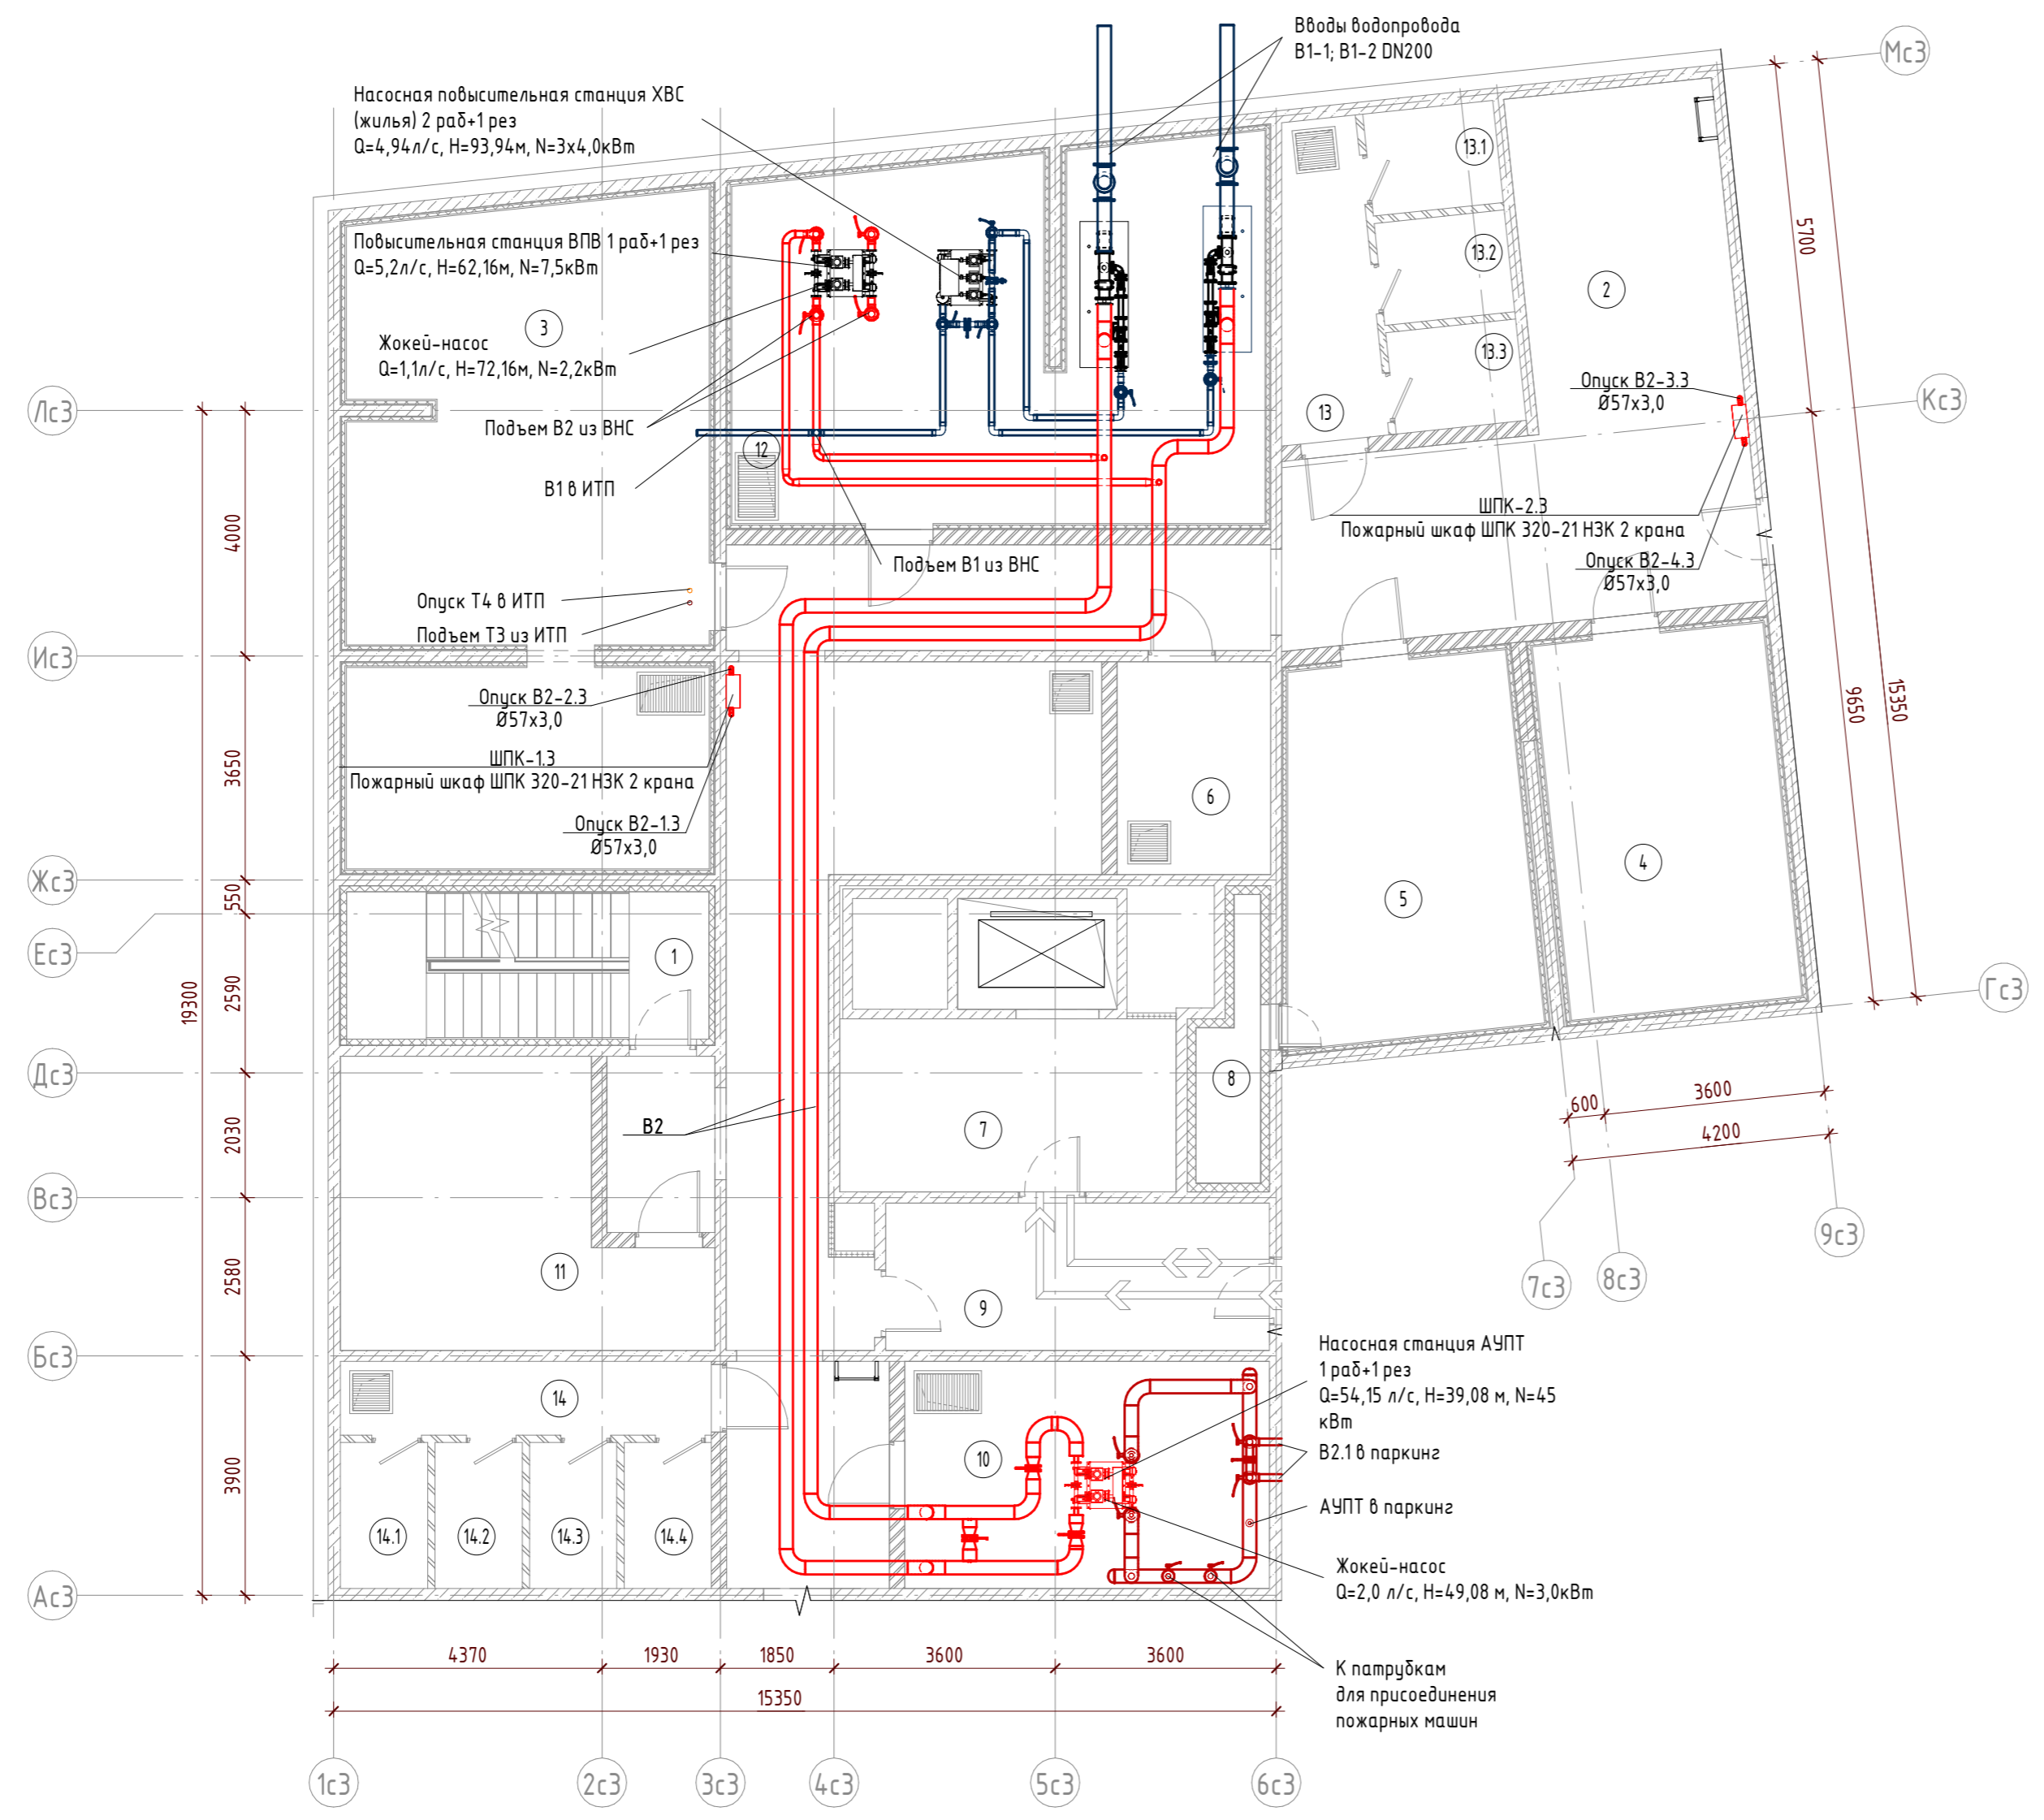 Вводы водопровода
В1-1; В1-2 DN200
Мс3
Насосная повысительная станция ХВС
(жилья) 2 раб+1 рез
Q=4,94л/с, Н=93,94м, N=3х4,0кВт
13.1
13.2
13.3
2
5700
Повысительная станция ВПВ 1 раб+1 рез
Q=5,2л/с, Н=62,16м, N=7,5кВт
3
Жокей-насос
Q=1,1л/с, Н=72,16м, N=2,2кВт
Лс3
Подъем В2 из ВНС
12
13
Опуск В2-3.3
Ø57х3,0
Кс3
В1 в ИТП
ШПК-2.3
Пожарный шкаф ШПК 320-21 НЗК 2 крана
Опуск В2-4.3
Ø57х3,0
4000
Подъем В1 из ВНС
Опуск Т4 в ИТП
Подъем Т3 из ИТП
Ис3
Опуск В2-2.3
Ø57х3,0
ШПК-1.3
Пожарный шкаф ШПК 320-21 НЗК 2 крана
Опуск В2-1.3
Ø57х3,0
3650
6
9650
15350
4
5
Жс3
550
Ес3
1
2590
19300
Гс3
Дс3
8
7
600
3600
4200
В2
2030
Вс3
9с3
7с3
8с3
11
2580
9
Бс3
Насосная станция АУПТ
1 раб+1 рез
Q=54,15 л/с, Н=39,08 м, N=45
кВт
В2.1 в паркинг
АУПТ в паркинг
14
10
3900
14.1
14.2
14.3
14.4
Жокей-насос
Q=2,0 л/с, Н=49,08 м, N=3,0кВт
Ас3
4370
1930
1850
3600
3600
15350
К патрубкам
для присоединения
пожарных машин
1с3
2с3
3с3
4с3
5с3
6с3